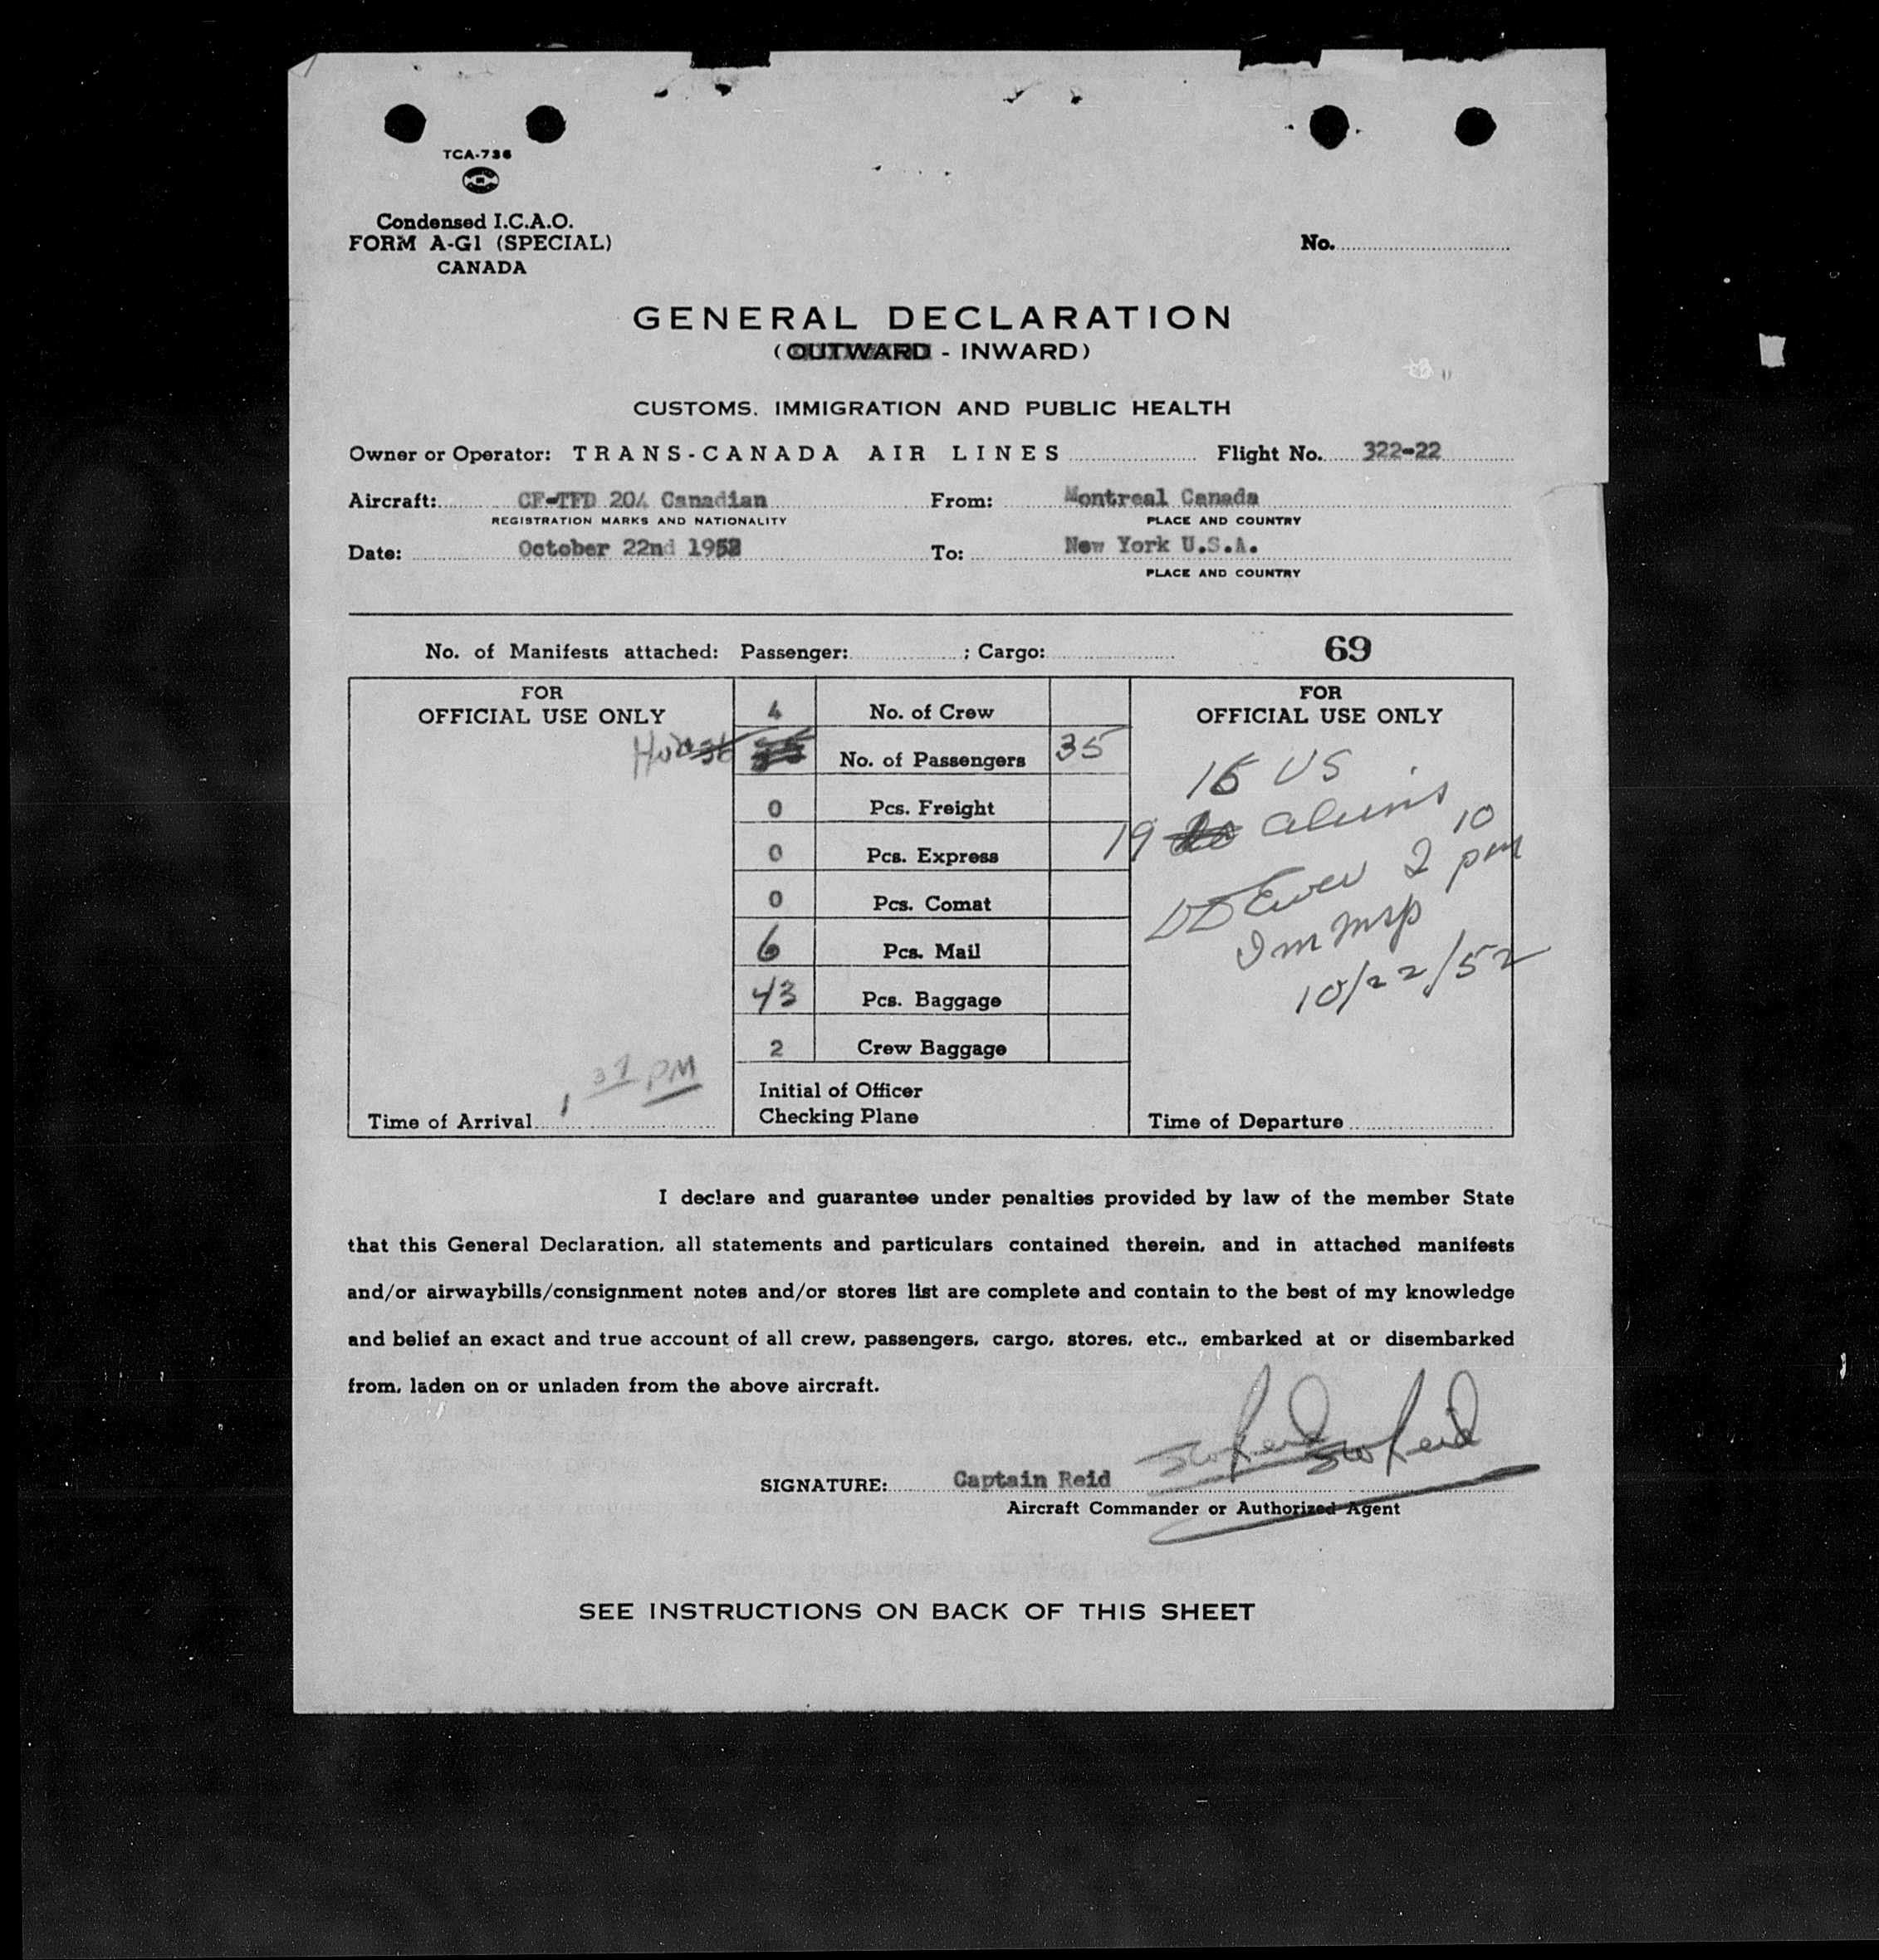 TCA-736
Condensed I.C.A.O.
FORM A-G1 (SPECIAL)
CANADA
No.
GENERAL DECLARATION
(OUTWARD - INWARD)
CUSTOMS, IMMIGRATION AND PUBLIC HEALTH
Owner or Operator: TRANS-CANADA AIR LINES Flight No. 322-22
Aircraft: CF-TFD 204 Canadian From: Montreal Canada
REGISTRATION MARKS AND NATIONALITY PLACE AND COUNTRY
Date: October 22nd 1952 To: New York U.S.A.
PLACE AND COUNTRY
No. of Manifests attached: Passenger: ; Cargo: 69
FOR
OFFICIAL USE ONLY
4 No. of Crew
No. of Passengers 35
0 Pcs. Freight
0 Pcs. Express
0 Pcs. Comat
6 Pcs. Mail
43 Pcs. Baggage
2 Crew Baggage
Initial of Officer
Checking Plane
Time of Arrival 1 37 PM
FOR
OFFICIAL USE ONLY
16 US
19 aliens
2 10 pm
Imm Insp
10/22/52
Time of Departure
I declare and guarantee under penalties provided by law of the member State
that this General Declaration, all statements and particulars contained therein, and in attached manifests
and/or airwaybills/consignment notes and/or stores list are complete and contain to the best of my knowledge
and belief an exact and true account of all crew, passengers, cargo, stores, etc., embarked at or disembarked
from, laden on or unladen from the above aircraft.
SIGNATURE: Captain Reid
Aircraft Commander or Authorized Agent
SEE INSTRUCTIONS ON BACK OF THIS SHEET